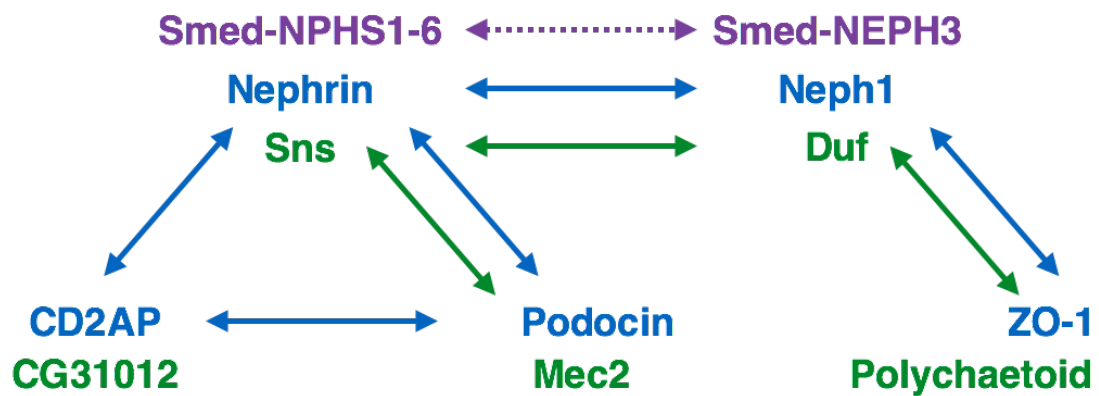 Smed-NPHS1-6 Smed-NEPH3
Nephrin Neph1
Sns Duf
CD2AP Podocin ZO-1
CG31012 Mec2 Polychaetoid